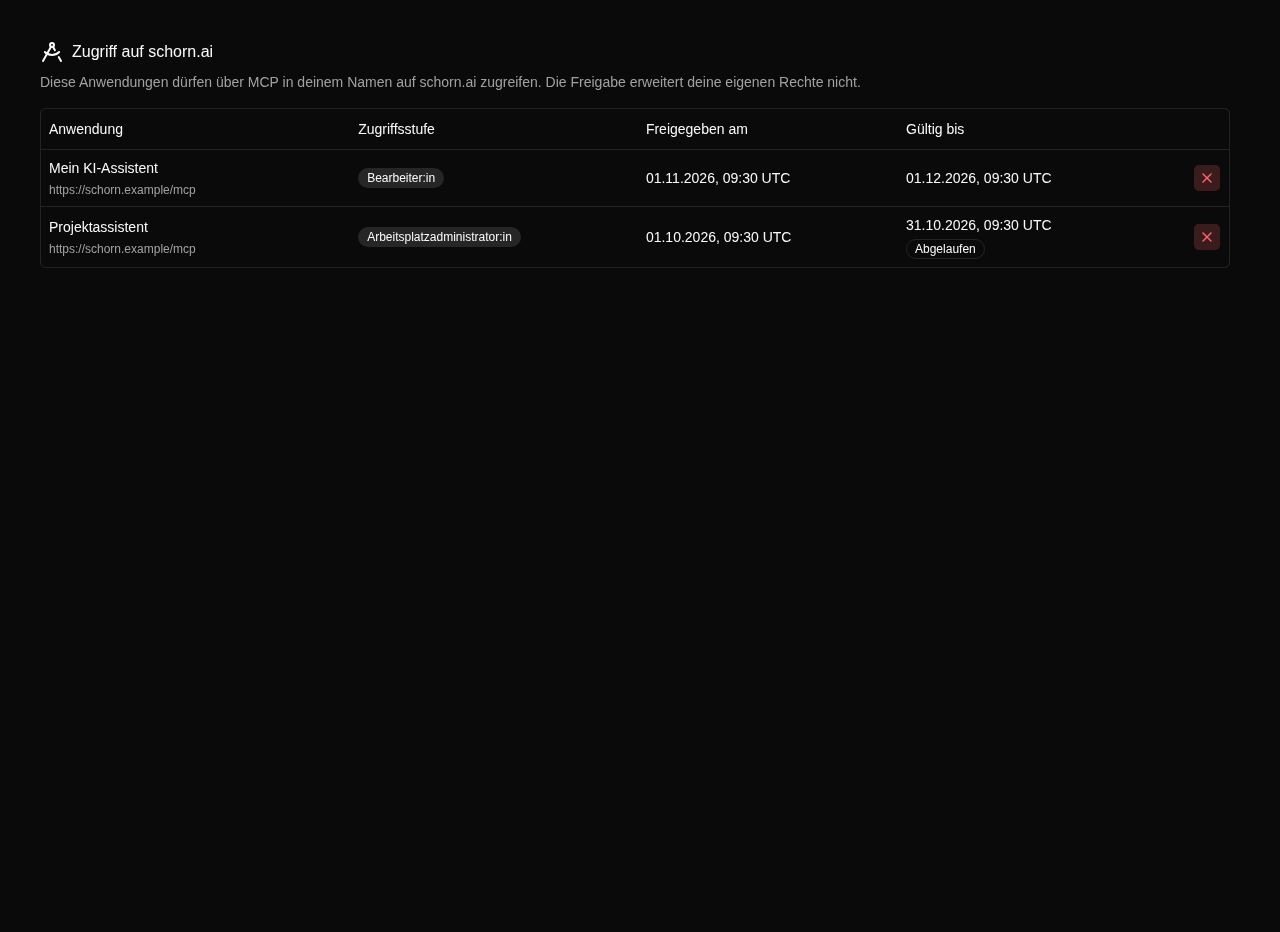 Zugriff auf schorn.ai
Diese Anwendungen dürfen über MCP in deinem Namen auf schorn.ai zugreifen. Die Freigabe erweitert deine eigenen Rechte nicht.
Anwendung Zugriffsstufe Freigegeben am Gültig bis
Mein KI-Assistent
https://schorn.example/mcp
Bearbeiter:in
01.11.2026, 09:30 UTC
01.12.2026, 09:30 UTC
Projektassistent
https://schorn.example/mcp
Arbeitsplatzadministrator:in
01.10.2026, 09:30 UTC
31.10.2026, 09:30 UTC
Abgelaufen